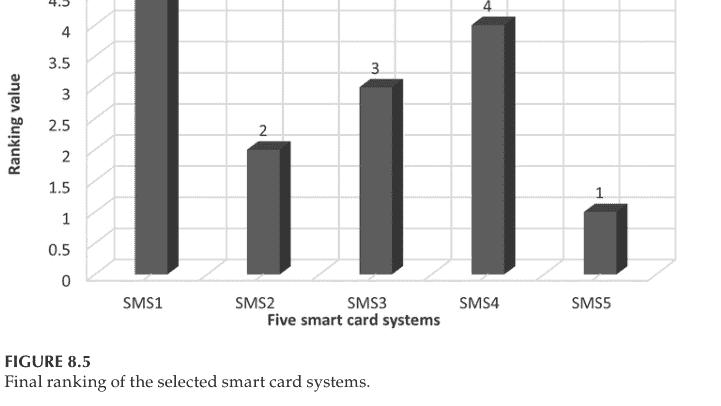 4.5
4
4
3.5
3
3
2.5
2
2
1.5
1
1
0.5
0
Ranking value
SMS1 SMS2 SMS3 SMS4 SMS5
Five smart card systems
FIGURE 8.5
Final ranking of the selected smart card systems.